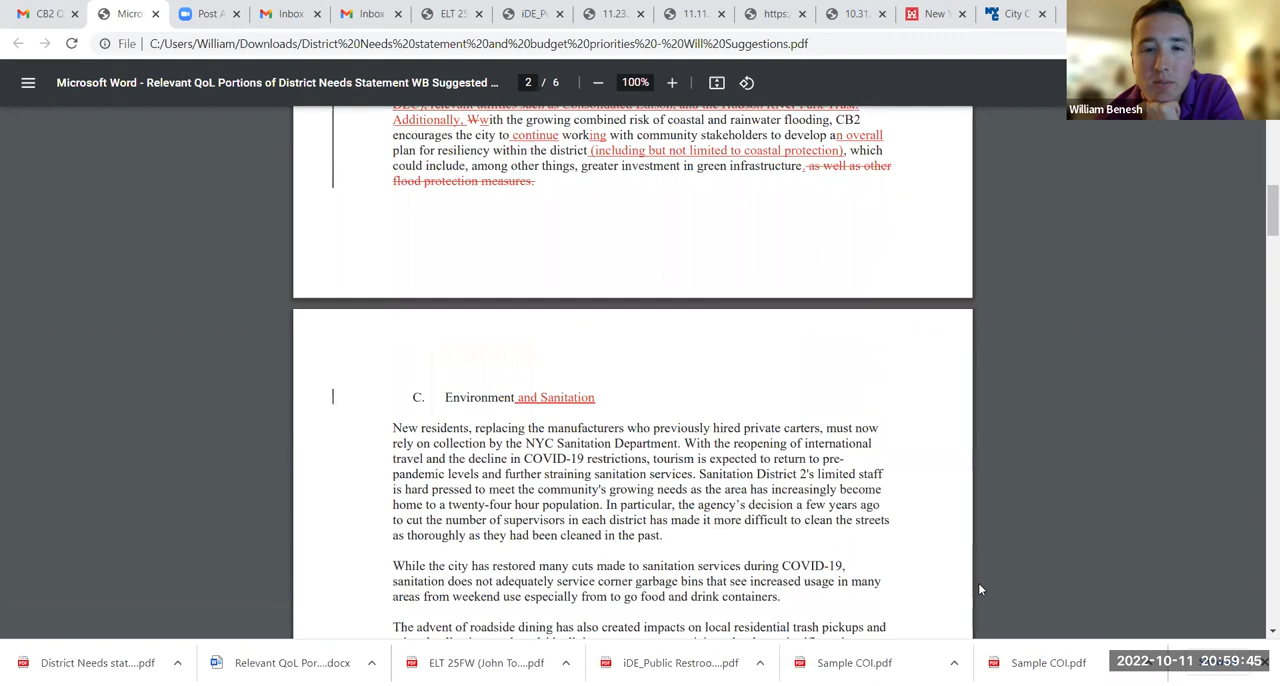 CB2 Q
Micro
Post A
Inbox
Inbox
ELT 25
iDE_P
11.23.
11.11.
https:/
10.31.
New Y
City C
File
C:/Users/William/Downloads/District%20Needs%20statement%20and%20budget%20priorities%20-%20Will%20Suggestions.pdf
Microsoft Word - Relevant QoL Portions of District Needs Statement WB Suggested ...
2 / 6
100%
William Benesh
DEC), relevant utilities such as Consolidated Edison, and the Hudson River Park Trust.
Additionally, Wwith the growing combined risk of coastal and rainwater flooding, CB2
encourages the city to continue working with community stakeholders to develop an overall
plan for resiliency within the district (including but not limited to coastal protection), which
could include, among other things, greater investment in green infrastructure. as well as other
flood protection measures.
C. Environment and Sanitation
New residents, replacing the manufacturers who previously hired private carters, must now
rely on collection by the NYC Sanitation Department. With the reopening of international
travel and the decline in COVID-19 restrictions, tourism is expected to return to pre-
pandemic levels and further straining sanitation services. Sanitation District 2's limited staff
is hard pressed to meet the community's growing needs as the area has increasingly become
home to a twenty-four hour population. In particular, the agency's decision a few years ago
to cut the number of supervisors in each district has made it more difficult to clean the streets
as thoroughly as they had been cleaned in the past.
While the city has restored many cuts made to sanitation services during COVID-19,
sanitation does not adequately service corner garbage bins that see increased usage in many
areas from weekend use especially from to go food and drink containers.
The advent of roadside dining has also created impacts on local residential trash pickups and
District Needs stat....pdf
Relevant QoL Por....docx
ELT 25FW (John To....pdf
iDE_Public Restroo....pdf
Sample COI.pdf
Sample COI.pdf
2022-10-11 20:59:45